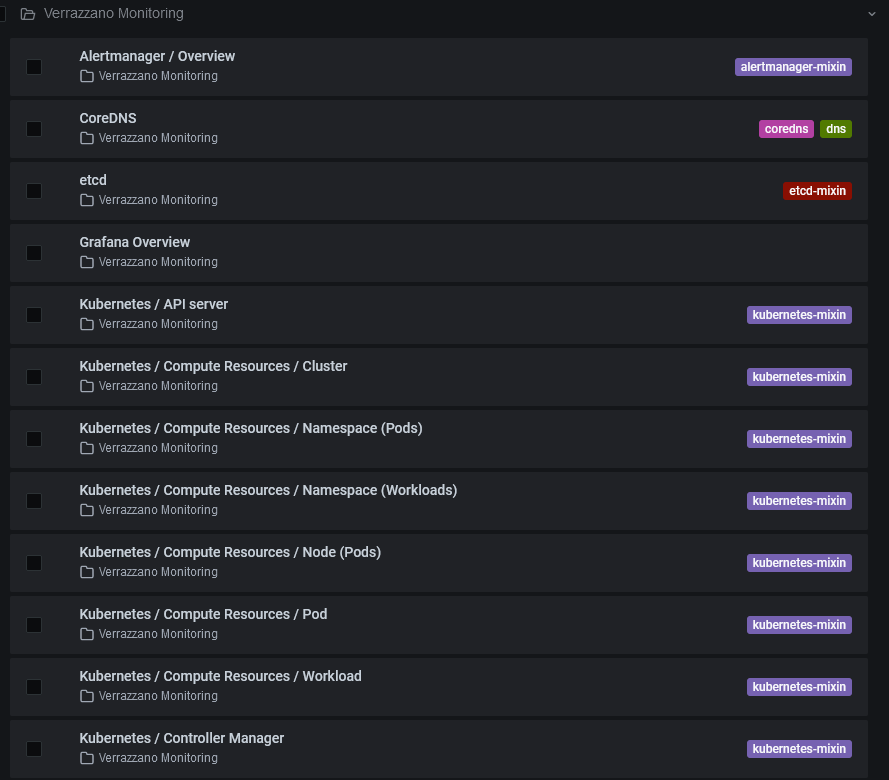 Verrazzano Monitoring
Alertmanager / Overview
Verrazzano Monitoring
alertmanager-mixin
CoreDNS
Verrazzano Monitoring
coredns dns
etcd
Verrazzano Monitoring
etcd-mixin
Grafana Overview
Verrazzano Monitoring
Kubernetes / API server
Verrazzano Monitoring
kubernetes-mixin
Kubernetes / Compute Resources / Cluster
Verrazzano Monitoring
kubernetes-mixin
Kubernetes / Compute Resources / Namespace (Pods)
Verrazzano Monitoring
kubernetes-mixin
Kubernetes / Compute Resources / Namespace (Workloads)
Verrazzano Monitoring
kubernetes-mixin
Kubernetes / Compute Resources / Node (Pods)
Verrazzano Monitoring
kubernetes-mixin
Kubernetes / Compute Resources / Pod
Verrazzano Monitoring
kubernetes-mixin
Kubernetes / Compute Resources / Workload
Verrazzano Monitoring
kubernetes-mixin
Kubernetes / Controller Manager
Verrazzano Monitoring
kubernetes-mixin